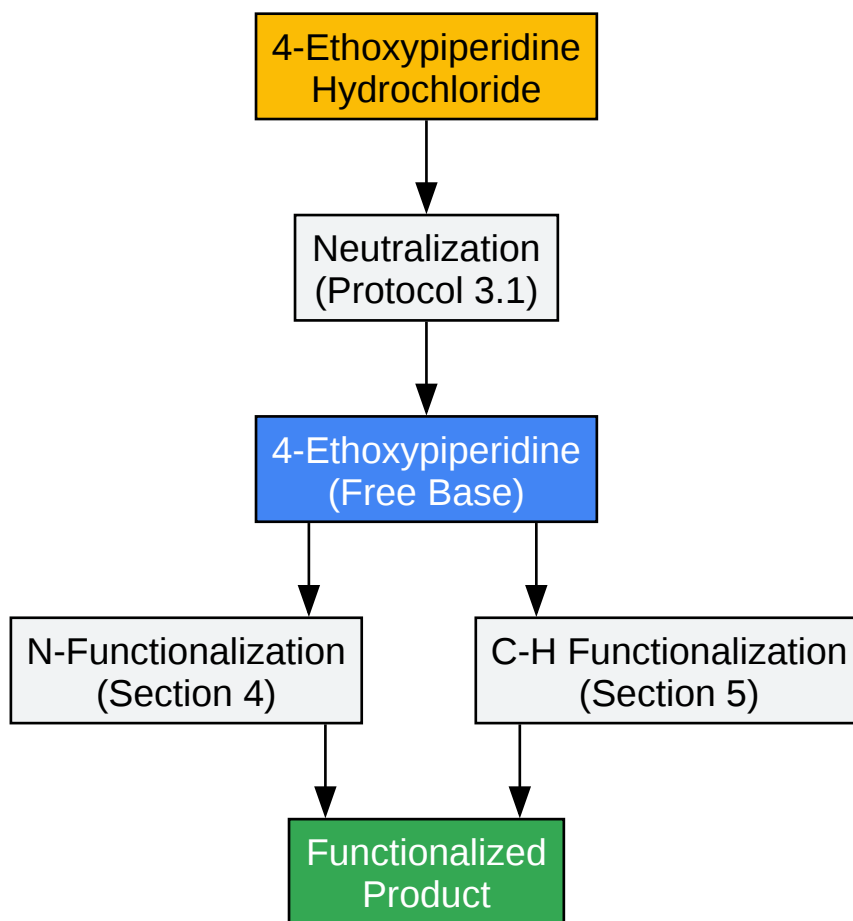 4-Ethoxypiperidine
Hydrochloride
Neutralization
(Protocol 3.1)
4-Ethoxypiperidine
(Free Base)
N-Functionalization
(Section 4)
C-H Functionalization
(Section 5)
Functionalized
Product